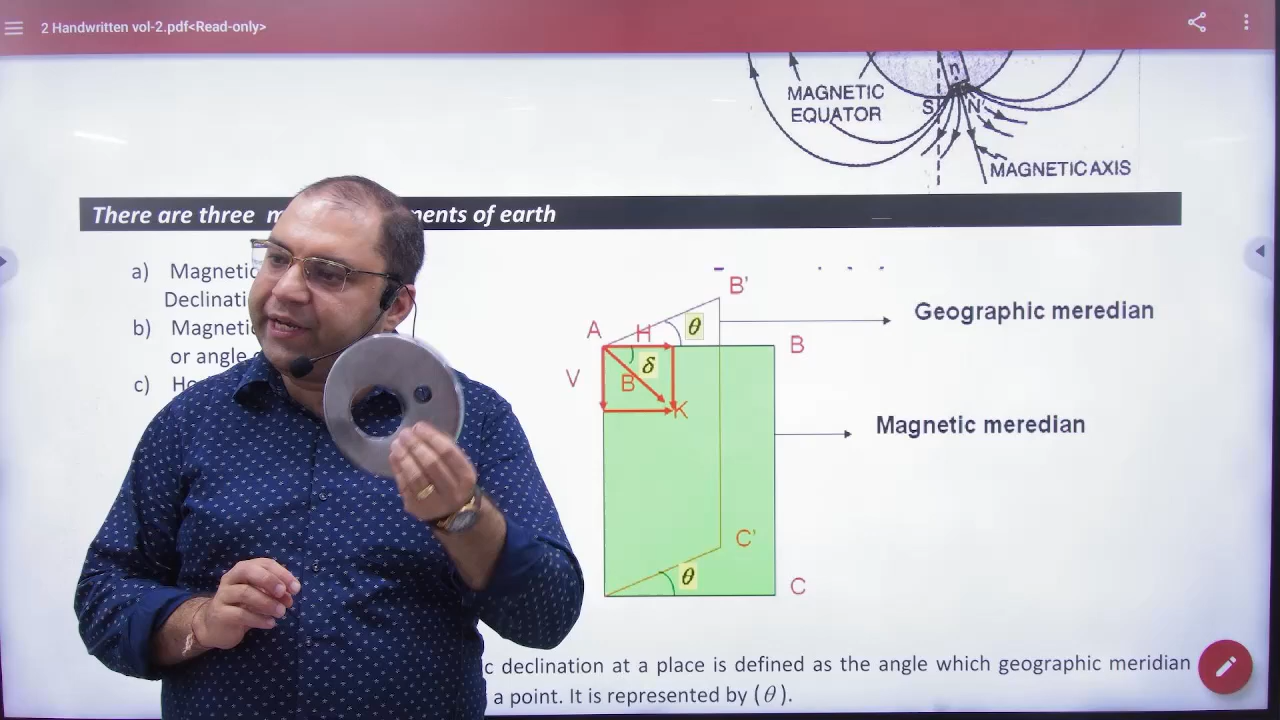 2 Handwritten vol-2.pdf<Read-only>
MAGNETIC
EQUATOR
n
S
N'
MAGNETIC AXIS
There are three m ments of earth
a) Magnetic
Declinati
b) Magneti
or angle
c) Ho
B'
Geographic meredian
A
H
θ
B
V
δ
B
K
Magnetic meredian
C'
θ
C
c declination at a place is defined as the angle which geographic meridian
a point. It is represented by (θ).